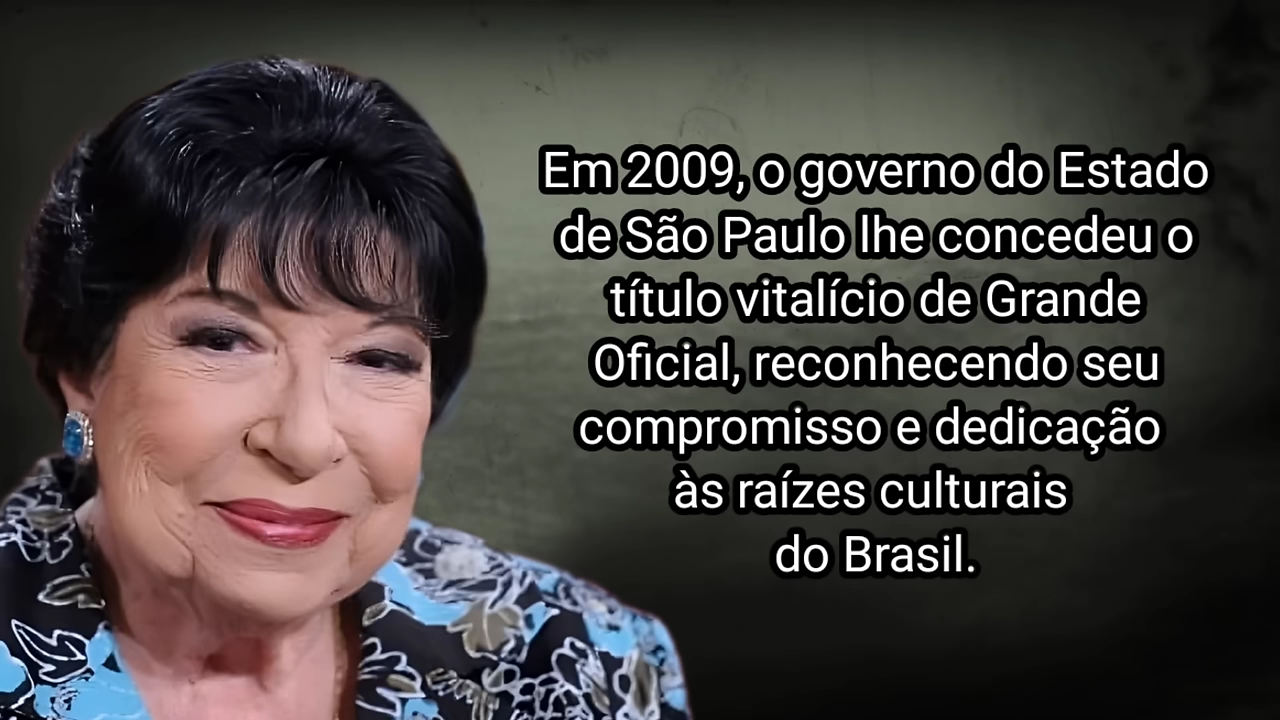 Em 2009, o governo do Estado
de São Paulo lhe concedeu o
título vitalício de Grande
Oficial, reconhecendo seu
compromisso e dedicação
às raízes culturais
do Brasil.